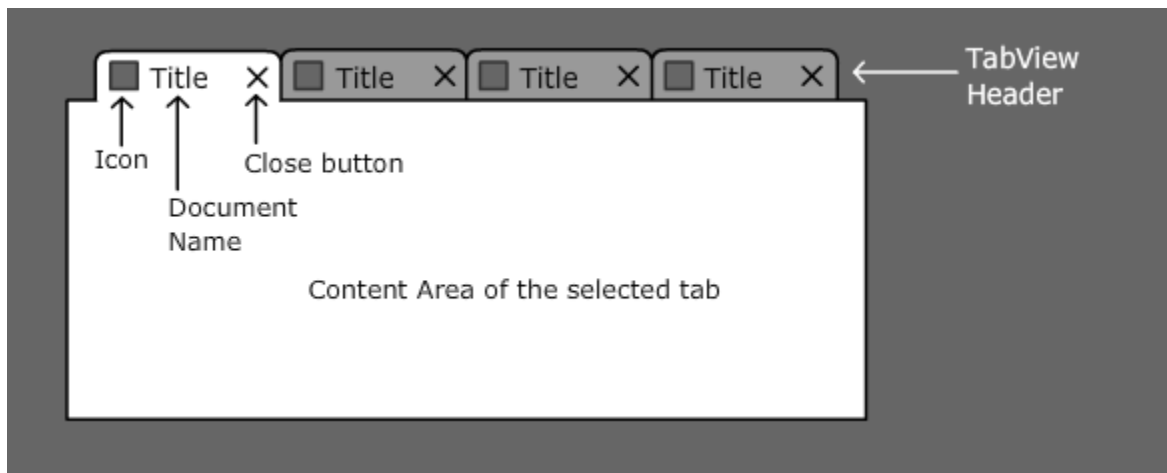 Title
Title
Title
Title
TabView
Header
Icon
Close button
Document
Name
Content Area of the selected tab